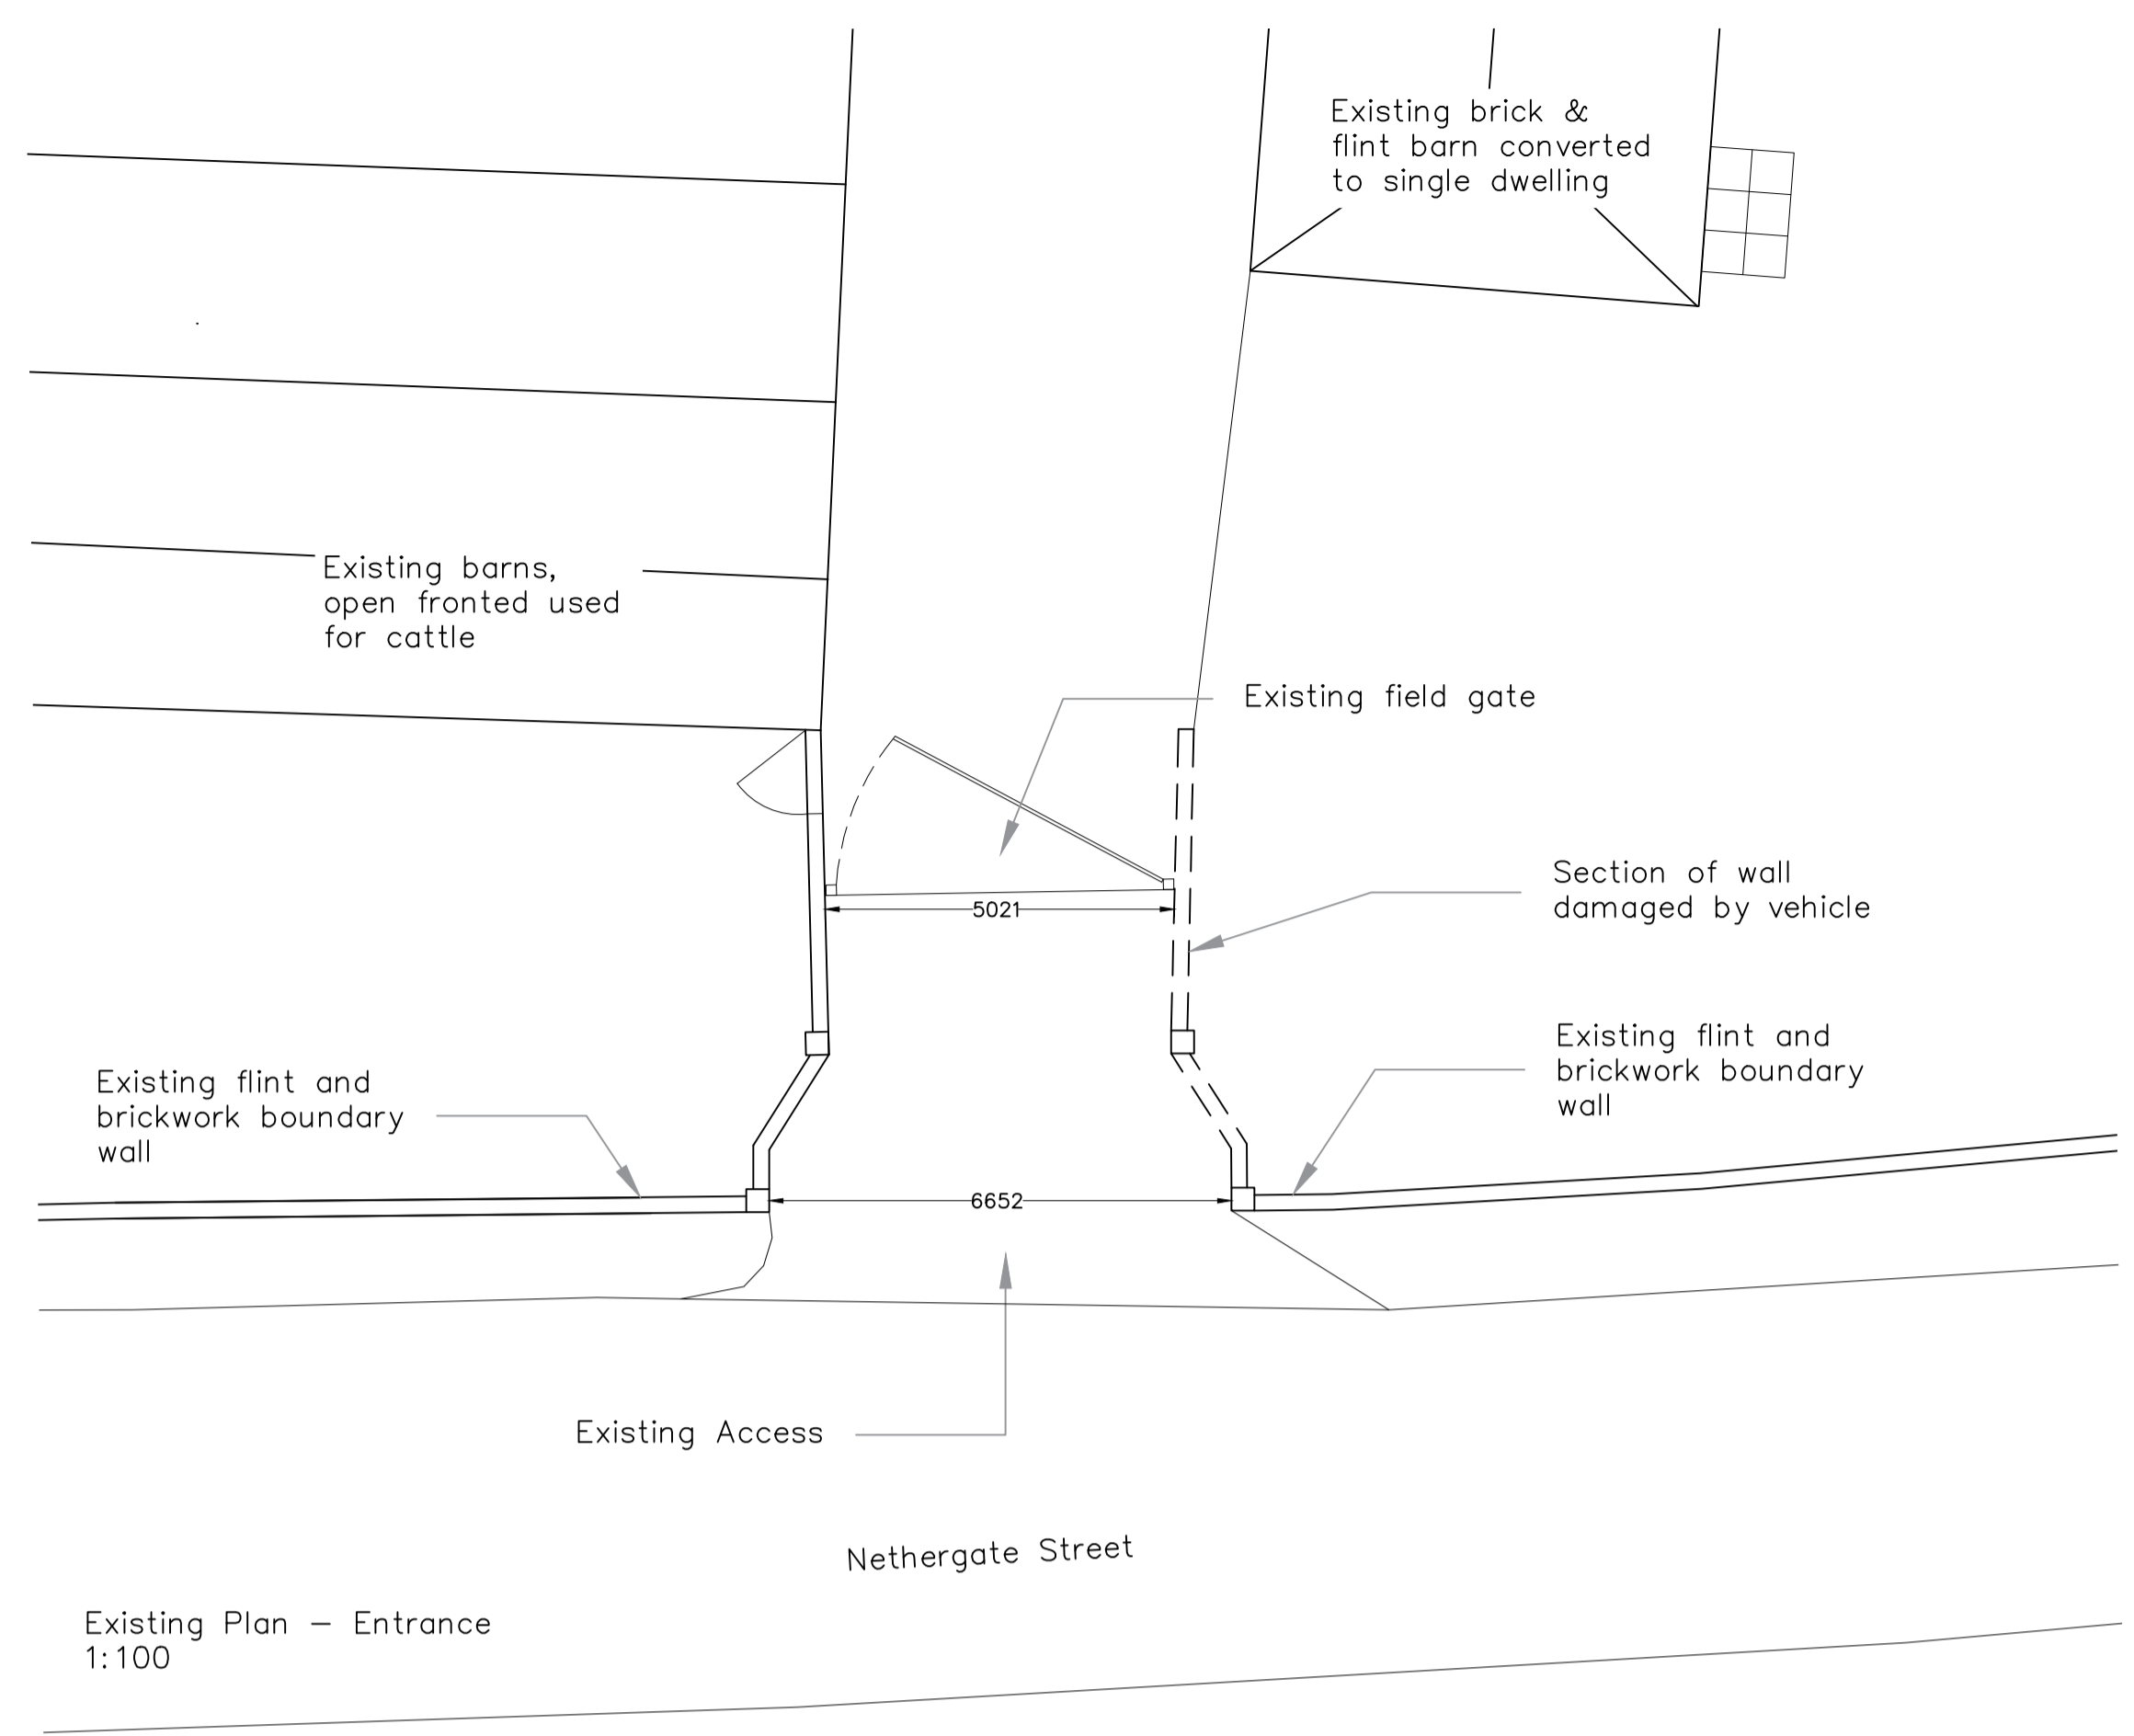 Existing brick &
flint barn converted
to single dwelling
Existing barns,
open fronted used
for cattle
Existing field gate
Section of wall
damaged by vehicle
5021
Existing flint and
brickwork boundary
wall
Existing flint and
brickwork boundary
wall
6652
Existing Access
Nethergate Street
Existing Plan – Entrance
1:100